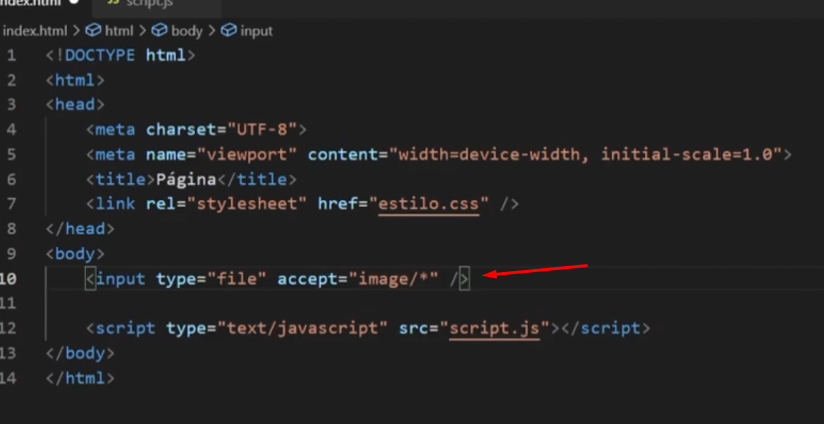 index.html ● script.js
index.html > html > body > input
1 <!DOCTYPE html>
2 <html>
3 <head>
4 <meta charset="UTF-8">
5 <meta name="viewport" content="width=device-width, initial-scale=1.0">
6 <title>Página</title>
7 <link rel="stylesheet" href="estilo.css" />
8 </head>
9 <body>
10 <input type="file" accept="image/*" />
11
12 <script type="text/javascript" src="script.js"></script>
13 </body>
14 </html>